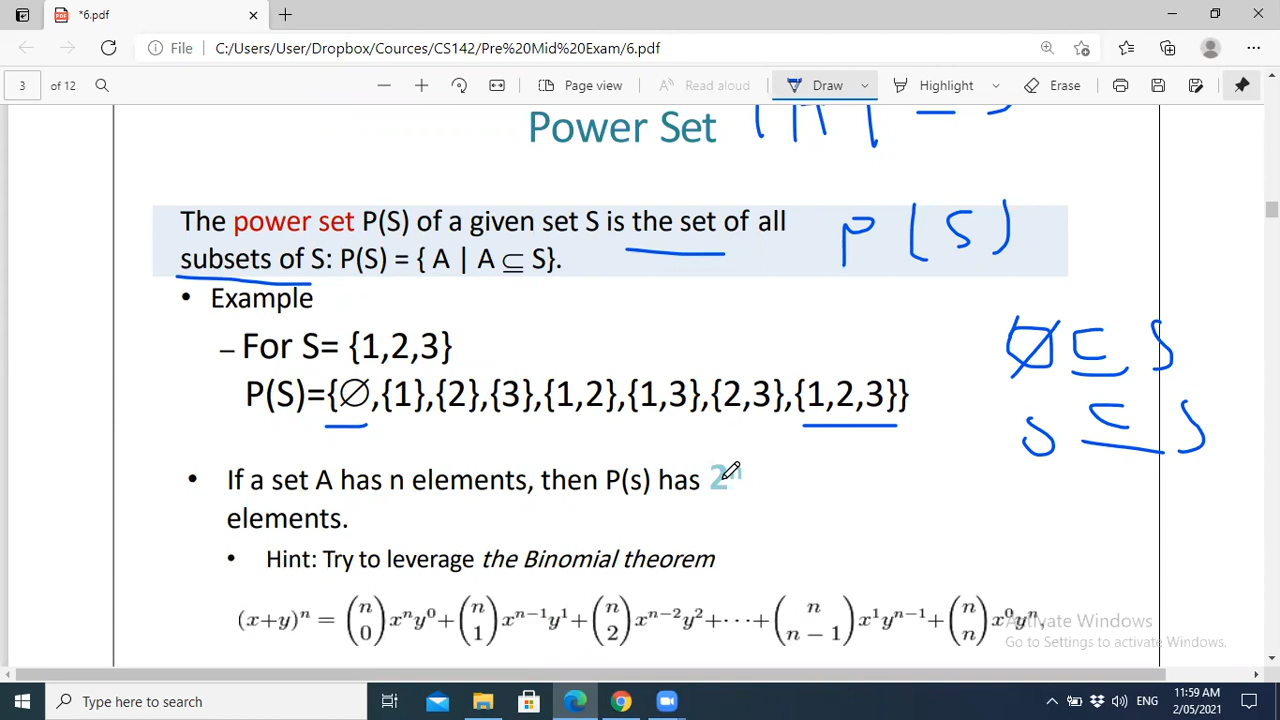 *6.pdf
File C:/Users/User/Dropbox/Cources/CS142/Pre%20Mid%20Exam/6.pdf
3 of 12 Page view Read aloud Draw Highlight Erase
Power Set
The power set P(S) of a given set S is the set of all
subsets of S: P(S) = { A | A ⊆ S}.
P(S)
• Example
– For S= {1,2,3}
P(S)={∅,{1},{2},{3},{1,2},{1,3},{2,3},{1,2,3}}
∅ ⊆ S
S ⊆ S
• If a set A has n elements, then P(s) has 2ⁿ
elements.
• Hint: Try to leverage the Binomial theorem
(x+y)ⁿ = (n 0)xⁿy⁰+(n 1)xⁿ⁻¹y¹+(n 2)xⁿ⁻²y²+···+(n n−1)x¹yⁿ⁻¹+(n n)x⁰yⁿ,
Activate Windows
Go to Settings to activate Windows.
Type here to search
ENG
11:59 AM
2/05/2021